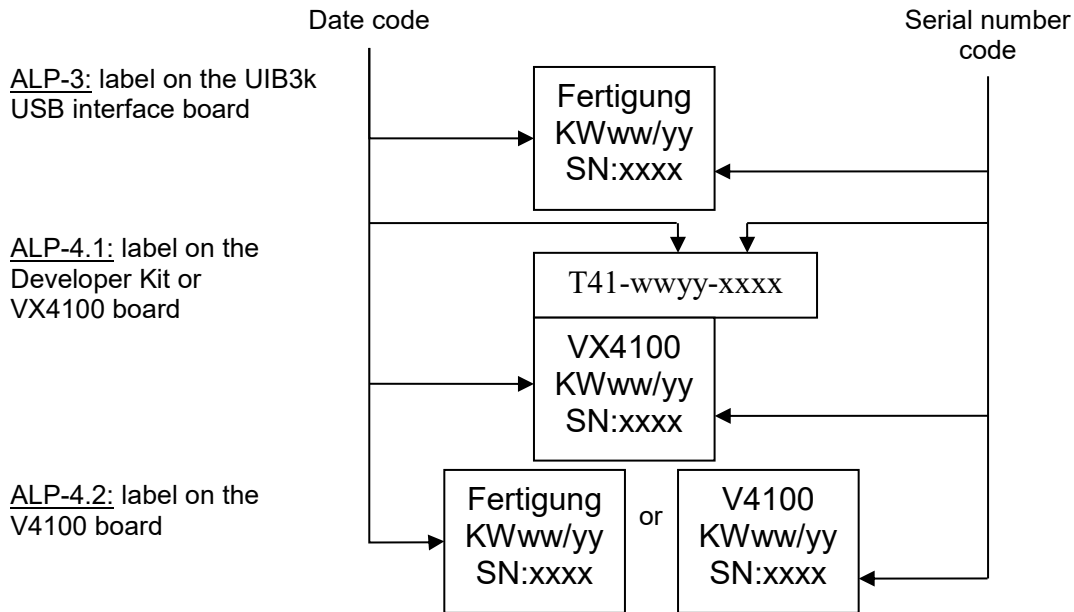 Date code
Serial number
code
ALP-3: label on the UIB3k
USB interface board
Fertigung
KWww/yy
SN:xxxx
ALP-4.1: label on the
Developer Kit or
VX4100 board
T41-wwyy-xxxx
VX4100
KWww/yy
SN:xxxx
ALP-4.2: label on the
V4100 board
Fertigung
KWww/yy
SN:xxxx
or
V4100
KWww/yy
SN:xxxx